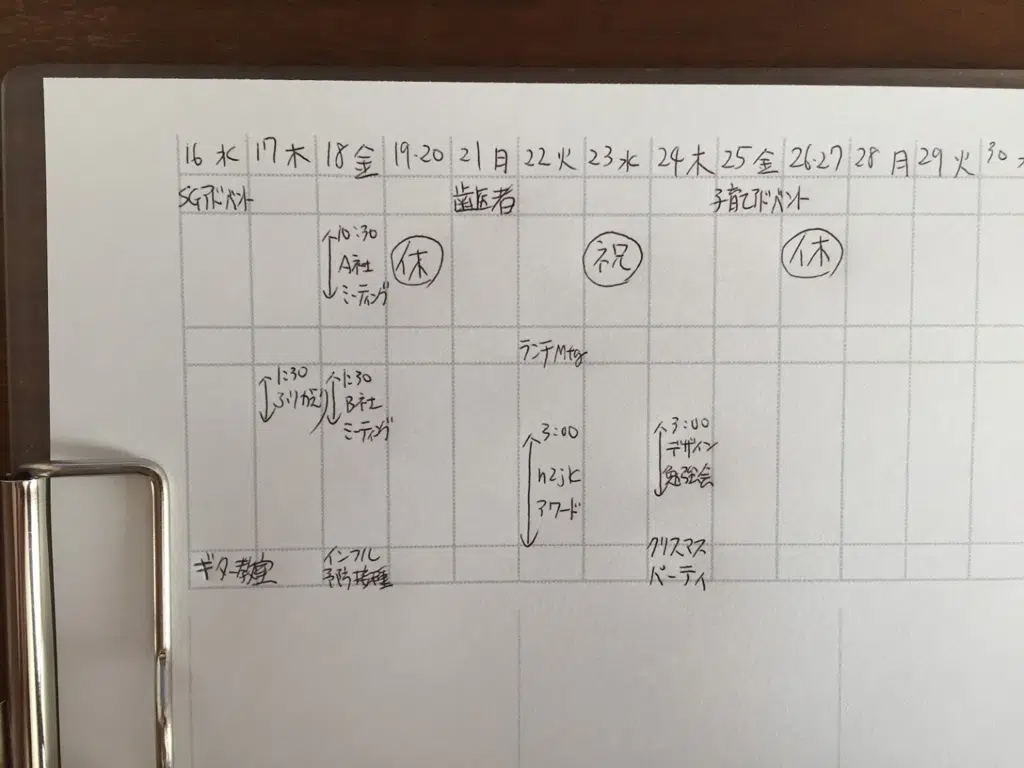 16 水 17 木 18 金 19・20 21 日 22 火 23 水 24 木 25 金 26・27 28 月 29 火 30
SGアドベント 歯医者 子育てアドベント
10:30
A社
ミーティング
休
祝
休
ランチMtg
1:30
ふりかえり
1:30
B社
ミーティング
3:00
n2jk
アワード
3:00
デザイン
勉強会
ギター教室
インフル
予防接種
クリスマス
パーティ